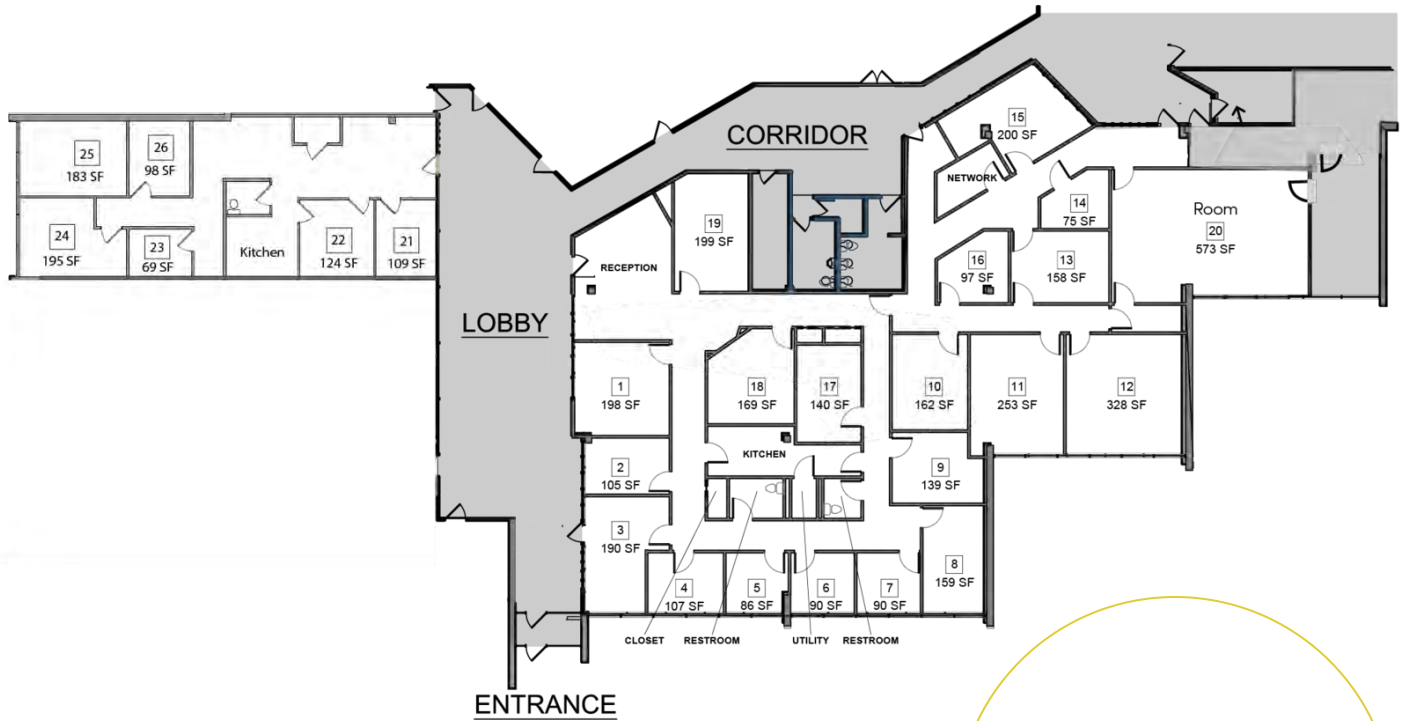 CORRIDOR
15
200 SF
25
183 SF
26
98 SF
NETWORK
14
75 SF
Room
20
573 SF
19
199 SF
24
195 SF
23
69 SF
Kitchen
22
124 SF
21
109 SF
RECEPTION
16
97 SF
13
158 SF
LOBBY
1
198 SF
18
169 SF
17
140 SF
10
162 SF
11
253 SF
12
328 SF
KITCHEN
2
105 SF
9
139 SF
3
190 SF
4
107 SF
5
86 SF
6
90 SF
7
90 SF
8
159 SF
CLOSET
RESTROOM
UTILITY
RESTROOM
ENTRANCE